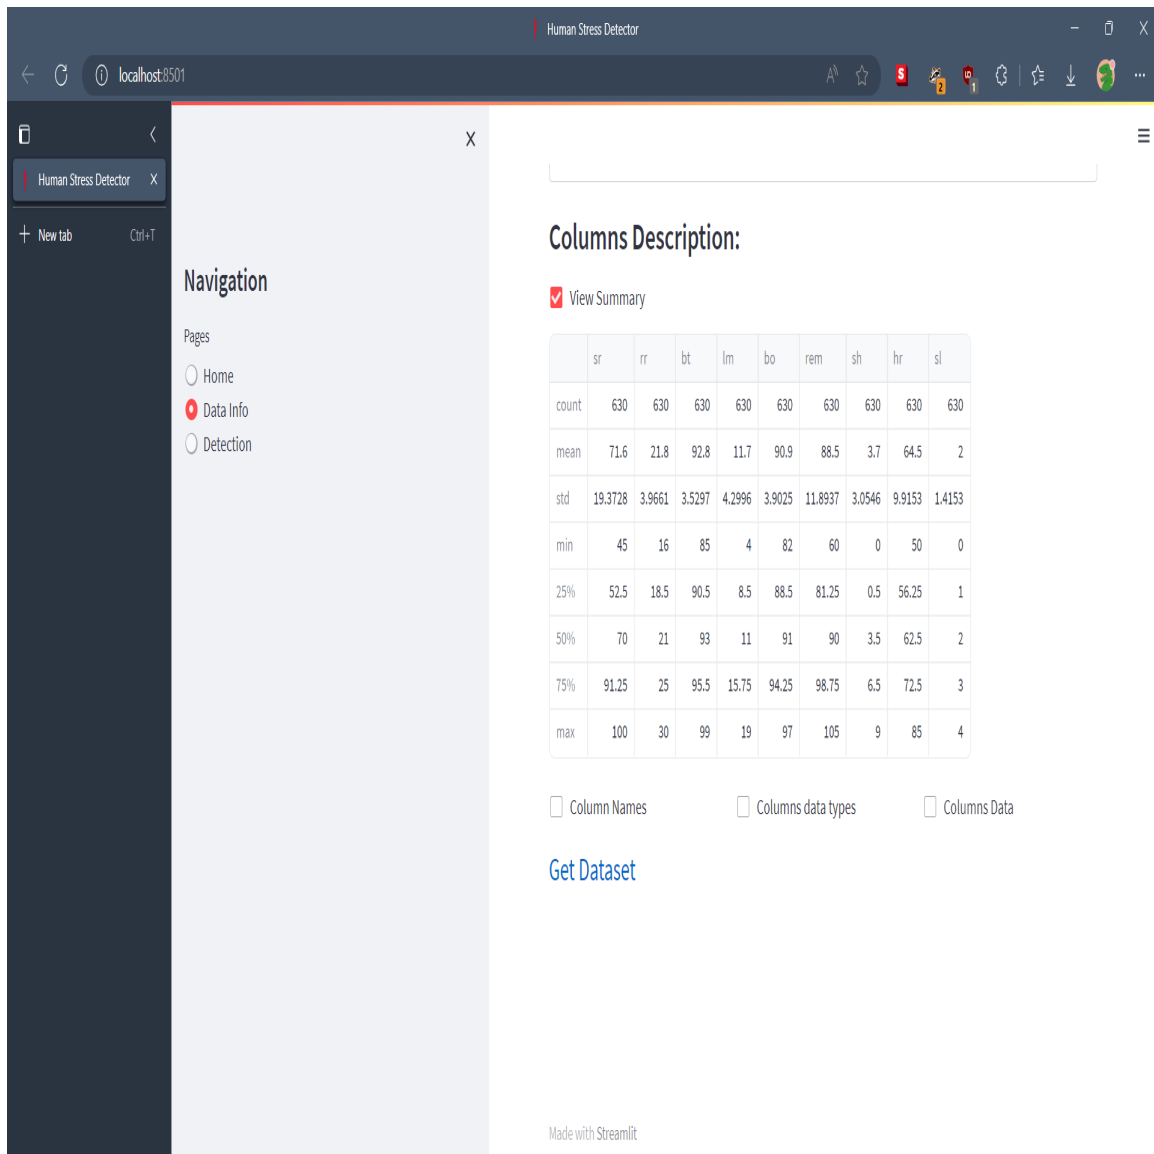 Human Stress Detector
localhost:8501
2
1
Human Stress Detector
New tab Ctrl+T
Navigation
Pages
Home
Data Info
Detection
Columns Description:
View Summary
sr rr bt lm bo rem sh hr sl
count 630 630 630 630 630 630 630 630 630
mean 71.6 21.8 92.8 11.7 90.9 88.5 3.7 64.5 2
std 19.3728 3.9661 3.5297 4.2996 3.9025 11.8937 3.0546 9.9153 1.4153
min 45 16 85 4 82 60 0 50 0
25% 52.5 18.5 90.5 8.5 88.5 81.25 0.5 56.25 1
50% 70 21 93 11 91 90 3.5 62.5 2
75% 91.25 25 95.5 15.75 94.25 98.75 6.5 72.5 3
max 100 30 99 19 97 105 9 85 4
Column Names Columns data types Columns Data
Get Dataset
Made with Streamlit